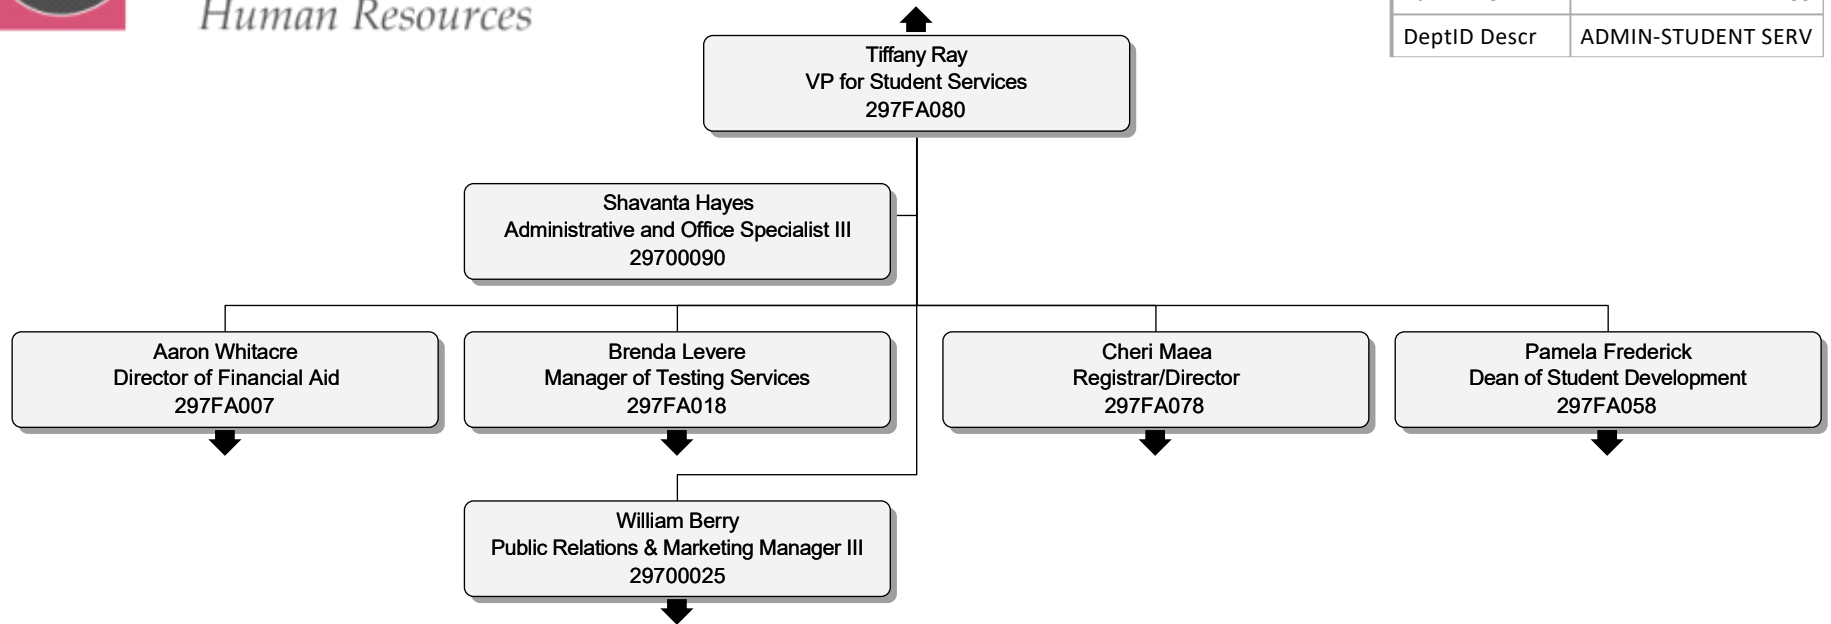 Human Resources
DeptID Descr ADMIN-STUDENT SERV
Tiffany Ray
VP for Student Services
297FA080
Shavanta Hayes
Administrative and Office Specialist III
29700090
Aaron Whitacre
Director of Financial Aid
297FA007
Brenda Levere
Manager of Testing Services
297FA018
Cheri Maea
Registrar/Director
297FA078
Pamela Frederick
Dean of Student Development
297FA058
William Berry
Public Relations & Marketing Manager III
29700025